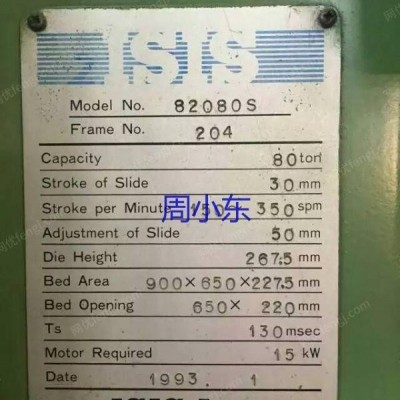 ISIS
Model No. 82080S
Frame No. 204
Capacity 80 ton
Stroke of Slide 30 mm
Stroke per Minute 150~350 spm
周小东
Adjustment of Slide 50 mm
Die Height 267.5 mm
Bed Area 900×650×227.5 mm
Bed Opening 650× 220 mm
Ts 130 msec
Motor Required 15 kW
Date 1993. 1